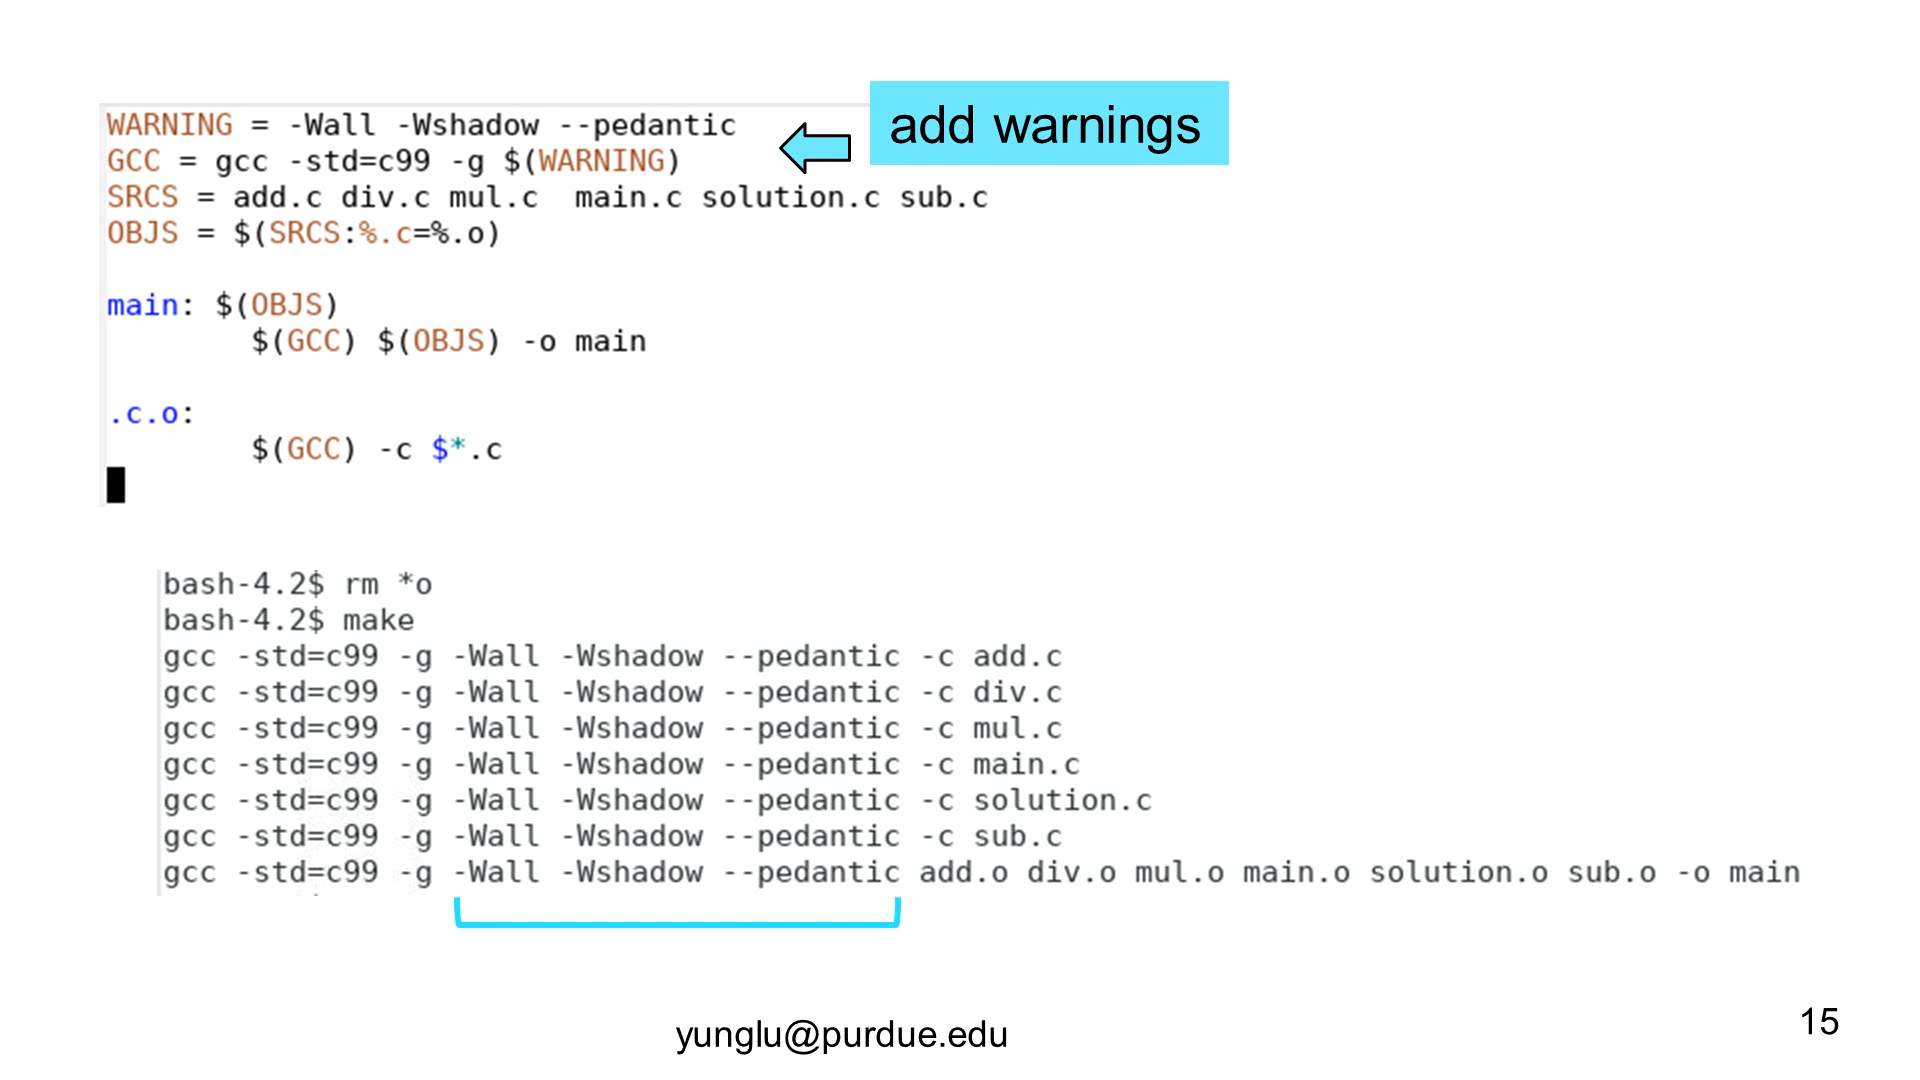 add warnings
WARNING = -Wall -Wshadow --pedantic
GCC = gcc -std=c99 -g $(WARNING)
SRCS = add.c div.c mul.c  main.c solution.c sub.c
OBJS = $(SRCS:%.c=%.o)
main: $(OBJS)
$(GCC) $(OBJS) -o main
.c.o:
$(GCC) -c $*.c
bash-4.2$ rm *o
bash-4.2$ make
gcc -std=c99 -g -Wall -Wshadow --pedantic -c add.c
gcc -std=c99 -g -Wall -Wshadow --pedantic -c div.c
gcc -std=c99 -g -Wall -Wshadow --pedantic -c mul.c
gcc -std=c99 -g -Wall -Wshadow --pedantic -c main.c
gcc -std=c99 -g -Wall -Wshadow --pedantic -c solution.c
gcc -std=c99 -g -Wall -Wshadow --pedantic -c sub.c
gcc -std=c99 -g -Wall -Wshadow --pedantic add.o div.o mul.o main.o solution.o sub.o -o main
yunglu@purdue.edu
15